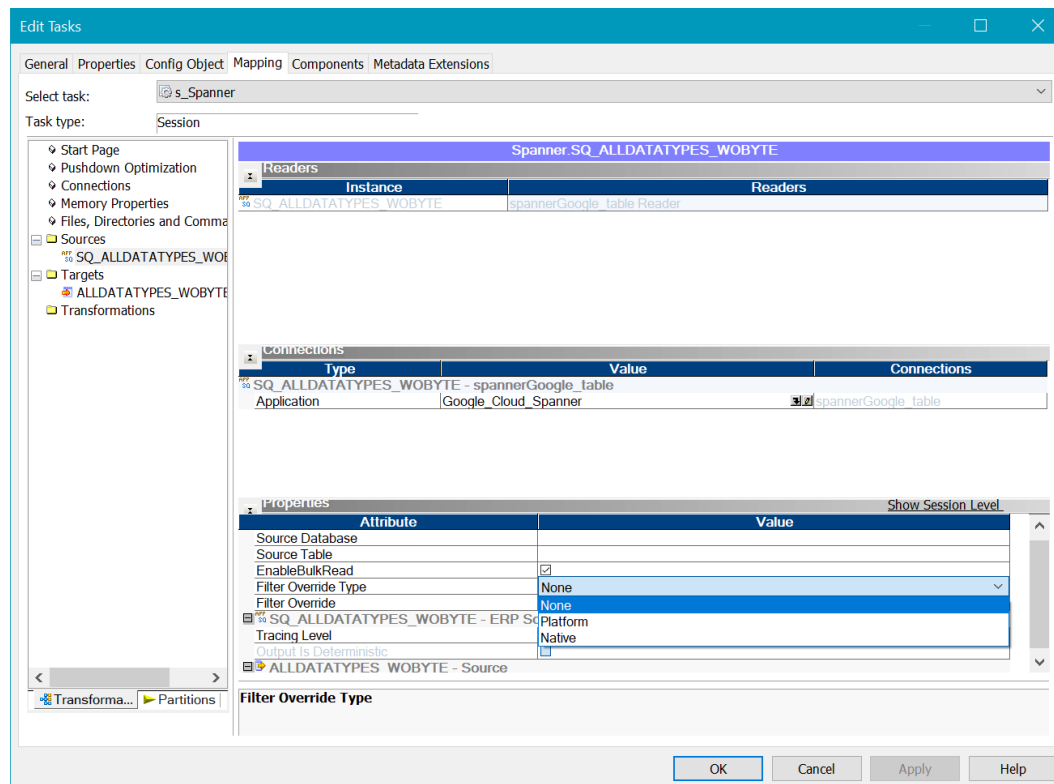 Edit Tasks
General Properties Config Object Mapping Components Metadata Extensions
Select task: s_Spanner
Task type: Session
Start Page
Pushdown Optimization
Connections
Memory Properties
Files, Directories and Comma
Sources
SQ_ALLDATATYPES_WOB
Targets
ALLDATATYPES_WOBYTE
Transformations
Transforma... Partitions
Spanner.SQ_ALLDATATYPES_WOBYTE
Readers
Instance Readers
SQ_ALLDATATYPES_WOBYTE spannerGoogle_table Reader
Connections
Type Value Connections
SQ_ALLDATATYPES_WOBYTE - spannerGoogle_table
Application Google_Cloud_Spanner spannerGoogle_table
Properties Show Session Level
Attribute Value
Source Database
Source Table
EnableBulkRead
Filter Override Type None
Filter Override None
SQ_ALLDATATYPES_WOBYTE - ERP So Platform
Tracing Level Native
Output Is Deterministic
ALLDATATYPES_WOBYTE - Source
Filter Override Type
OK Cancel Apply Help